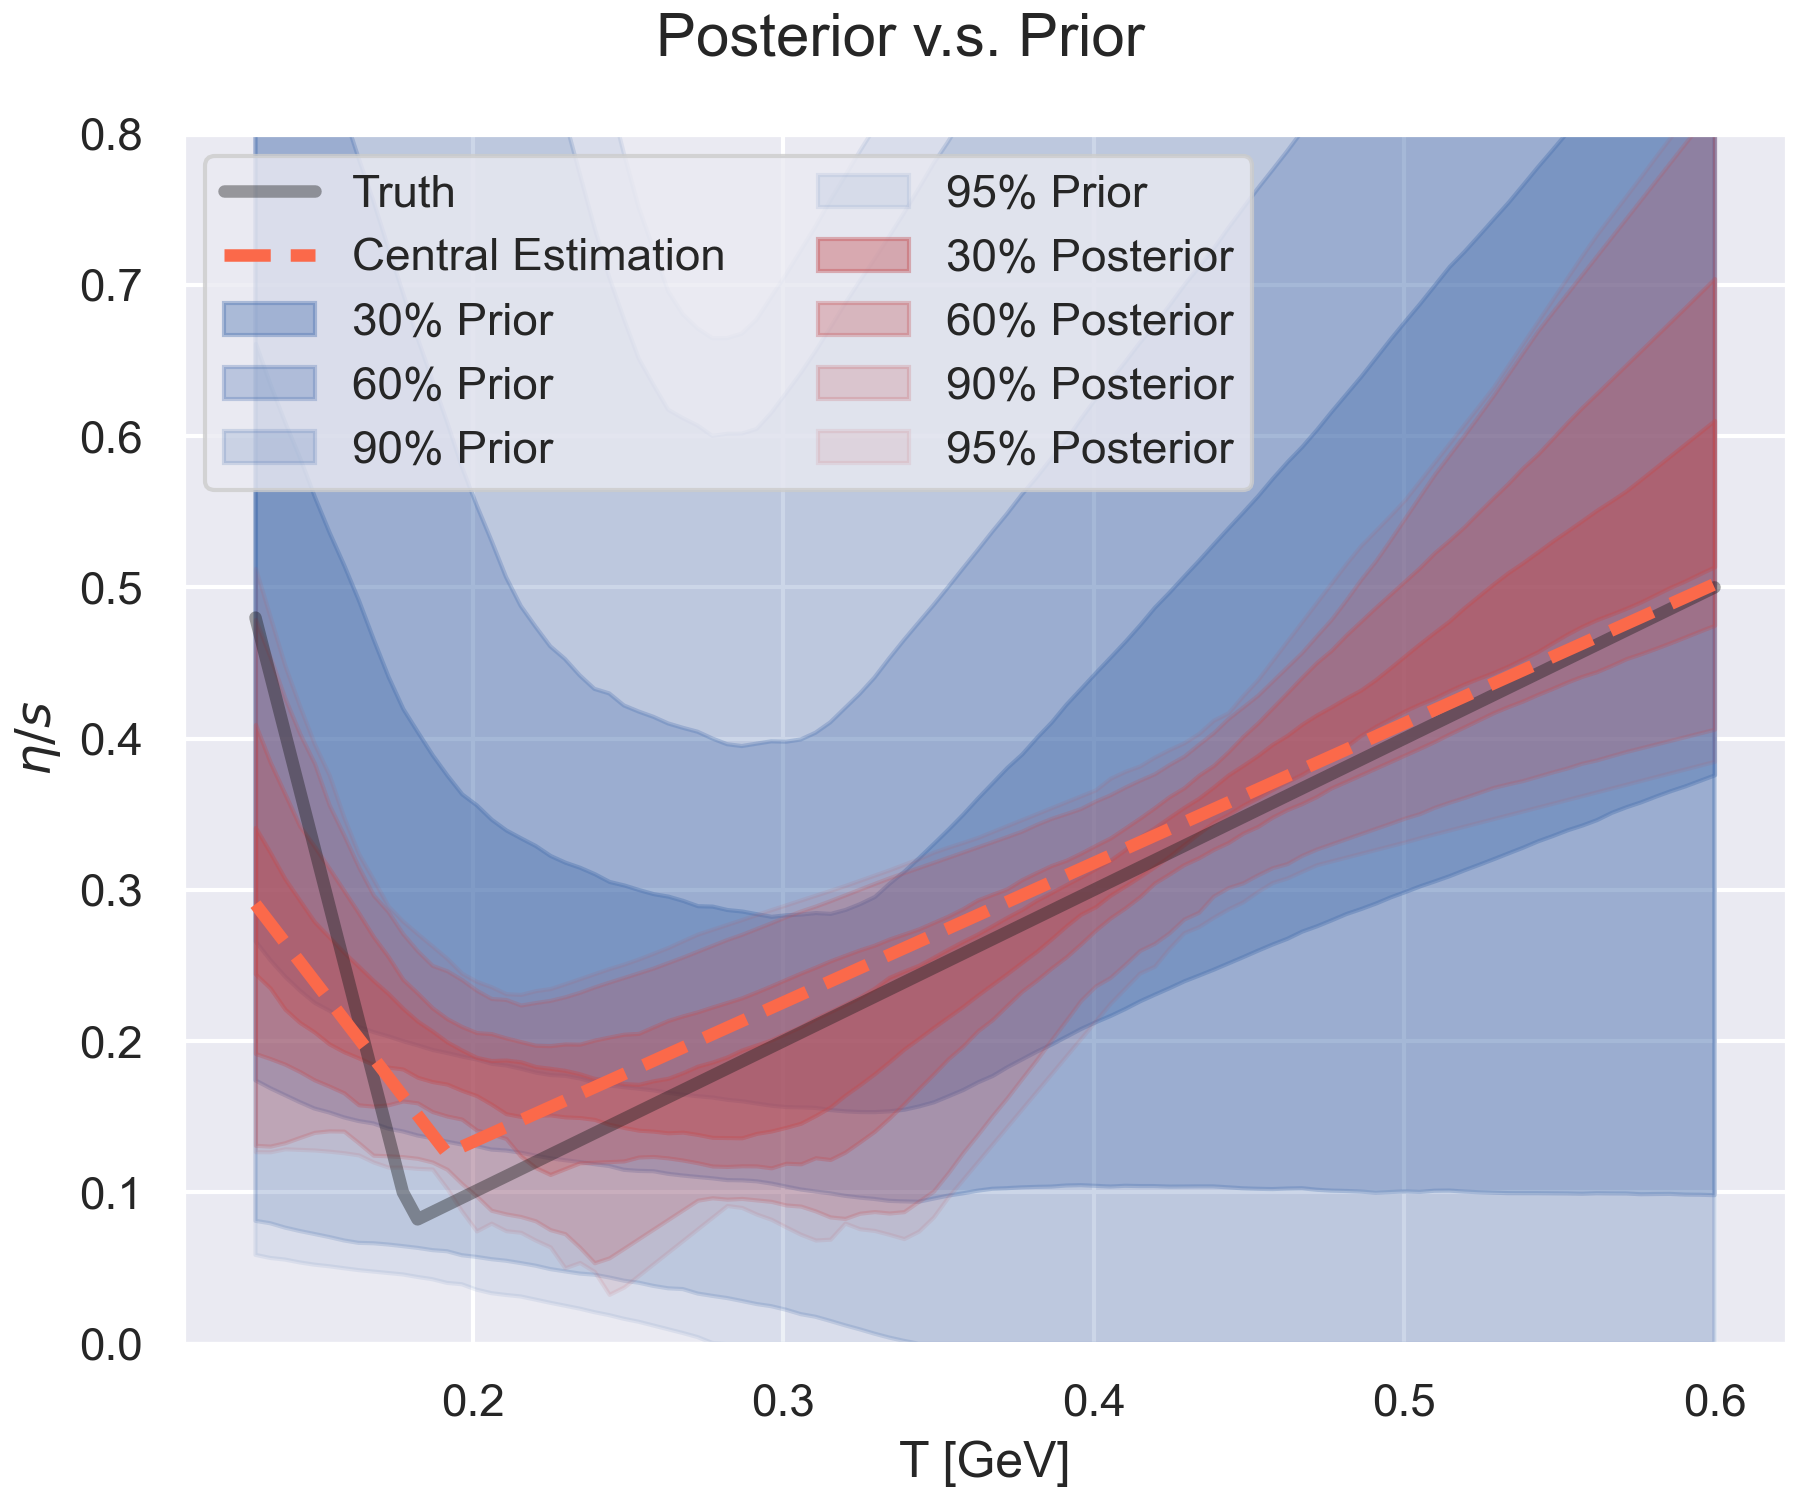 Posterior v.s. Prior
0.8
0.7
0.6
0.5
0.4
0.3
0.2
0.1
0.0
η/s
Truth
Central Estimation
30% Prior
60% Prior
90% Prior
95% Prior
30% Posterior
60% Posterior
90% Posterior
95% Posterior
0.2 0.3 0.4 0.5 0.6
T [GeV]